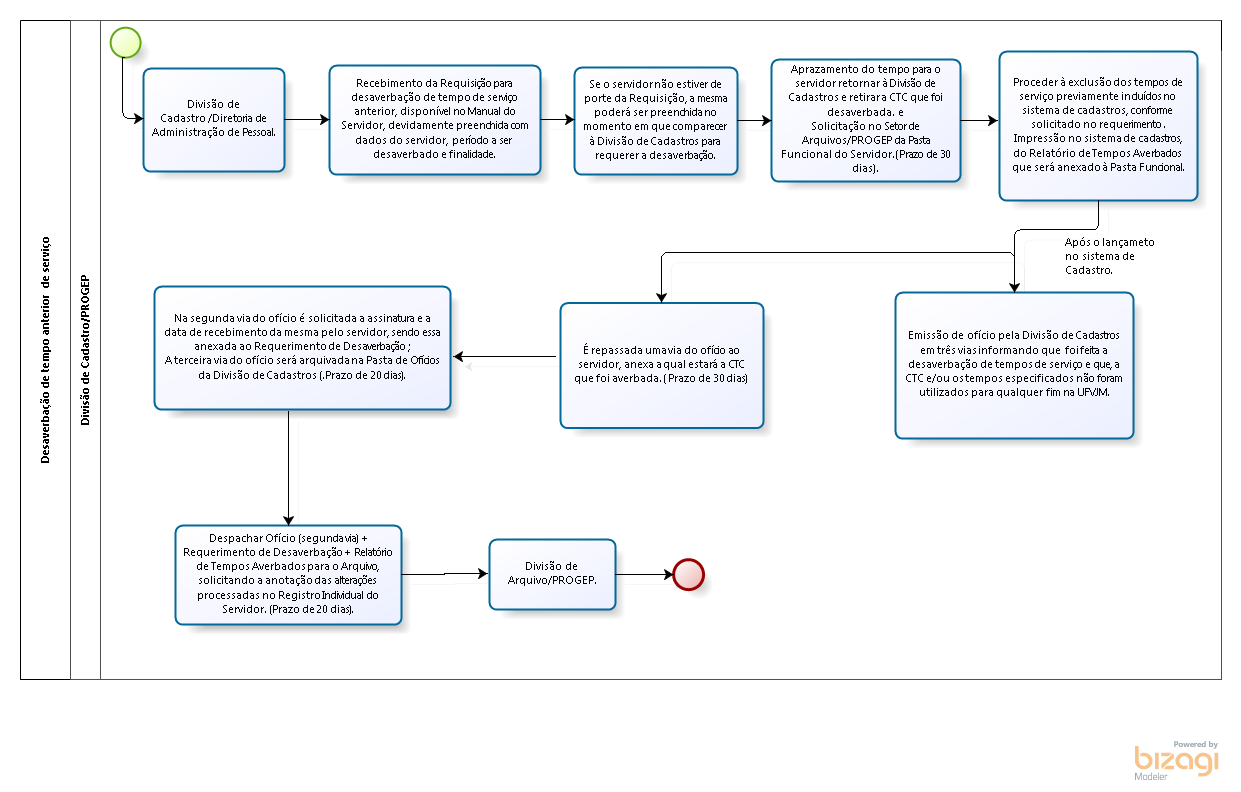 Desaverbação de tempo anterior de serviço
Divisão de Cadastro/PROGEP
Divisão de
Cadastro /Diretoria de
Administração de Pessoal.
Recebimento da Requisição para
desaverbação de tempo de serviço
anterior, disponível no Manual do
Servidor, devidamente preenchida com
dados do servidor, período a ser
desaverbado e finalidade.
Se o servidor não estiver de
porte da Requisição, a mesma
poderá ser preenchida no
momento em que comparecer
à Divisão de Cadastros para
requerer a desaverbação.
Aprazamento do tempo para o
servidor retornar à Divisão de
Cadastros e retirara CTC que foi
desaverbada. e
Solicitação no Setor de
Arquivos/PROGEP da Pasta
Funcional do Servidor.(Prazo de 30
dias).
Proceder à exclusão dos tempos de
serviço previamente induídos no
sistema de cadastros, conforme
solicitado no requerimento .
Impressão no sistema de cadastros,
do Relatório de Tempos Averbados
que será anexado à Pasta Funcional.
Após o lançameto
no sistema de
Cadastro.
Emissão de ofício pela Divisão de Cadastros
em três vias informando que foi feita a
desaverbação de tempos de serviço e que, a
CTC e/ou os tempos especificados não foram
utilizados para qualquer fim na UFVJM.
É repassada uma via do ofício ao
servidor, anexa a qual estará a CTC
que foi averbada. ( Prazo de 30 dias)
Na segunda via do ofício é solicitada a assinatura e a
data de recebimento da mesma pelo servidor, sendo essa
anexada ao Requerimento de Desaverbação ;
A terceira via do ofício será arquivada na Pasta de Ofícios
da Divisão de Cadastros (.Prazo de 20 dias).
Despachar Ofício (segunda via) +
Requerimento de Desaverbação + Relatório
de Tempos Averbados para o Arquivo,
solicitando a anotação das alterações
processadas no Registro Individual do
Servidor. (Prazo de 20 dias).
Divisão de
Arquivo/PROGEP.
Powered by
bizagi
Modeler